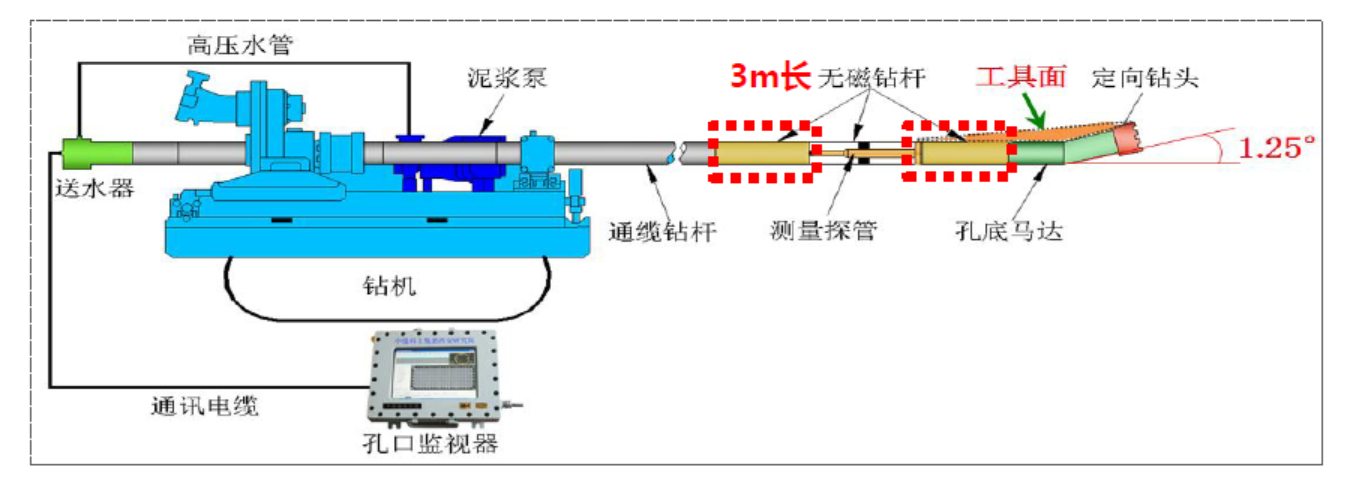 高压水管
泥浆泵
3m长
无磁钻杆
工具面
定向钻头
1.25°
送水器
通缆钻杆
测量探管
孔底马达
钻机
通讯电缆
孔口监视器